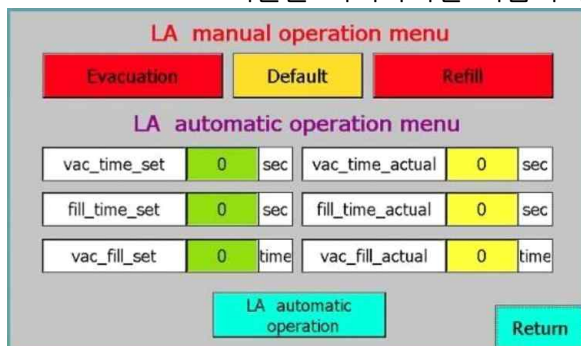 LA manual operation menu
Evacuation Default Refill
LA automatic operation menu
vac_time_set 0 sec vac_time_actual 0 sec
fill_time_set 0 sec fill_time_actual 0 sec
vac_fill_set 0 time vac_fill_actual 0 time
LA automatic
operation
Return